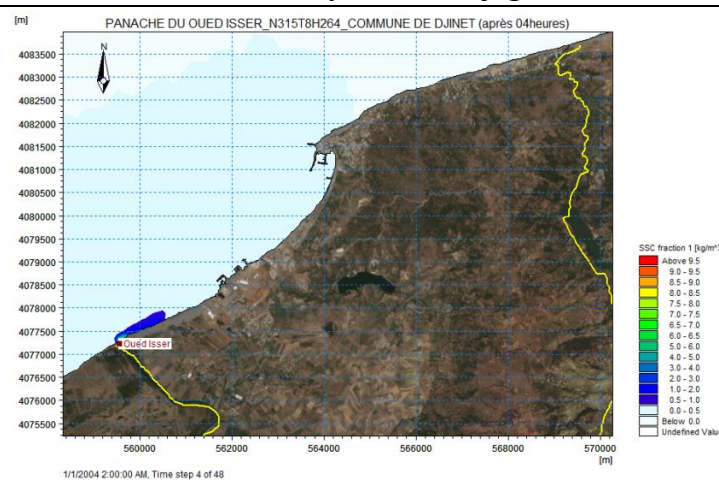 [m]
PANACHE DU OUED ISSER_N315T8H264_COMMUNE DE DJINET (après 04heures)
N
4083500
4083000
4082500
4082000
4081500
4081000
4080500
4080000
4079500
4079000
4078500
4078000
4077500
4077000
4076500
4076000
4075500
Oued Isser
560000
562000
564000
566000
568000
570000
[m]
SSC fraction 1 [kg/m^3
Above 9.5
9.0 - 9.5
8.5 - 9.0
8.0 - 8.5
7.5 - 8.0
7.0 - 7.5
6.5 - 7.0
6.0 - 6.5
5.0 - 6.0
4.0 - 5.0
3.0 - 4.0
2.0 - 3.0
1.0 - 2.0
0.5 - 1.0
0.0 - 0.5
Below 0.0
Undefined Value
1/1/2004 2:00:00 AM, Time step 4 of 48